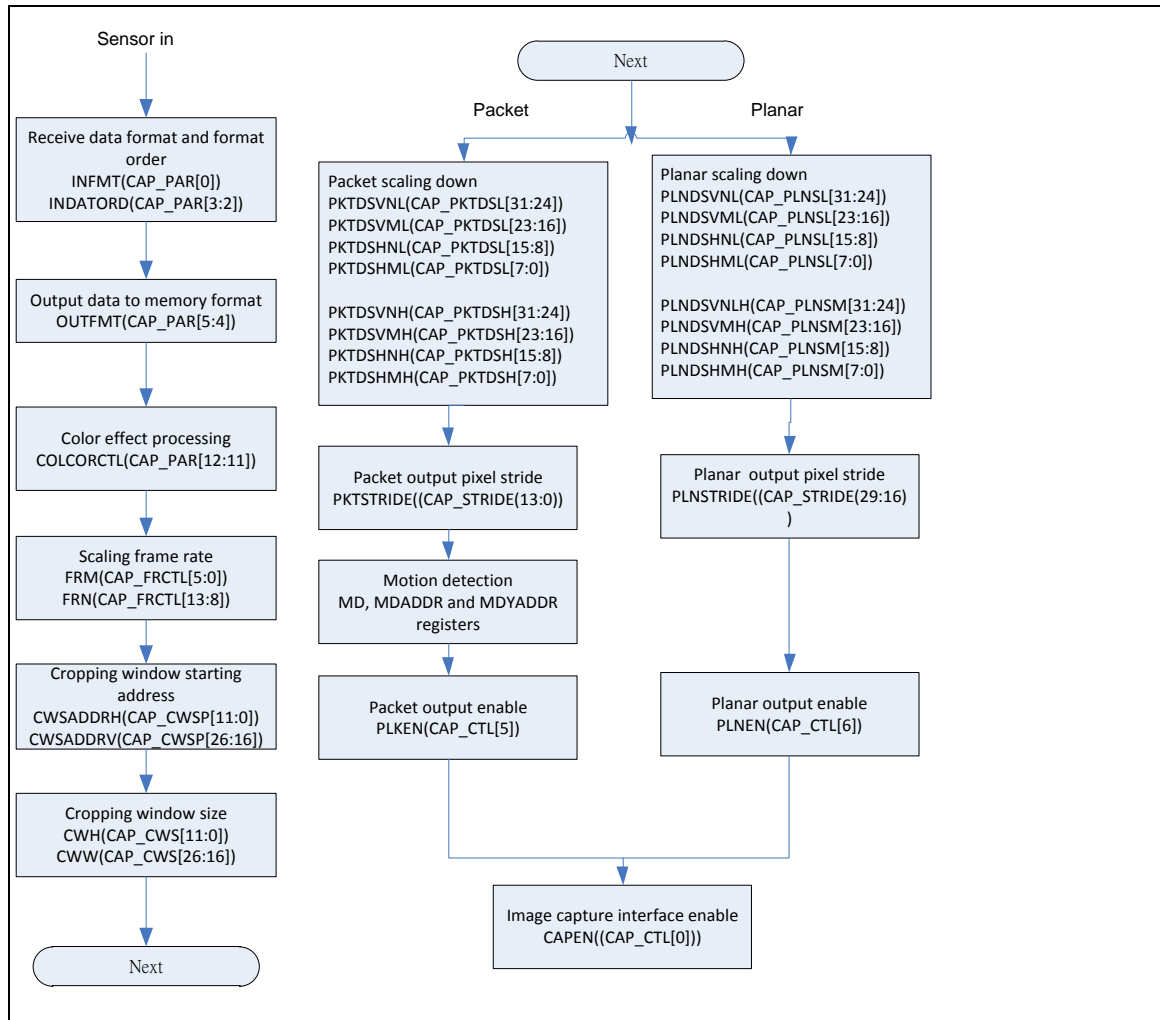 Sensor in
Receive data format and format
order
INFMT(CAP_PAR[0])
INDATORD(CAP_PAR[3:2])
Output data to memory format
OUTFMT(CAP_PAR[5:4])
Color effect processing
COLCORCTL(CAP_PAR[12:11])
Scaling frame rate
FRM(CAP_FRCTL[5:0])
FRN(CAP_FRCTL[13:8])
Cropping window starting
address
CWSADDRH(CAP_CWSP[11:0])
CWSADDRV(CAP_CWSP[26:16])
Cropping window size
CWH(CAP_CWS[11:0])
CWW(CAP_CWS[26:16])
Next
Next
Packet
Planar
Packet scaling down
PKTDSVNL(CAP_PKTDSL[31:24])
PKTDSVML(CAP_PKTDSL[23:16])
PKTDSHNL(CAP_PKTDSL[15:8])
PKTDSHML(CAP_PKTDSL[7:0])
PKTDSVNH(CAP_PKTDSH[31:24])
PKTDSVMH(CAP_PKTDSH[23:16])
PKTDSHNH(CAP_PKTDSH[15:8])
PKTDSHMH(CAP_PKTDSH[7:0])
Packet output pixel stride
PKTSTRIDE((CAP_STRIDE(13:0))
Motion detection
MD, MDADDR and MDYADDR
registers
Packet output enable
PLKEN(CAP_CTL[5])
Planar scaling down
PLNDSVNL(CAP_PLNSL[31:24])
PLNDSVML(CAP_PLNSL[23:16])
PLNDSHNL(CAP_PLNSL[15:8])
PLNDSHML(CAP_PLNSL[7:0])
PLNDSVNLH(CAP_PLNSM[31:24])
PLNDSVMH(CAP_PLNSM[23:16])
PLNDSHNH(CAP_PLNSM[15:8])
PLNDSHMH(CAP_PLNSM[7:0])
Planar  output pixel stride
PLNSTRIDE((CAP_STRIDE(29:16)
)
Planar output enable
PLNEN(CAP_CTL[6])
Image capture interface enable
CAPEN((CAP_CTL[0]))